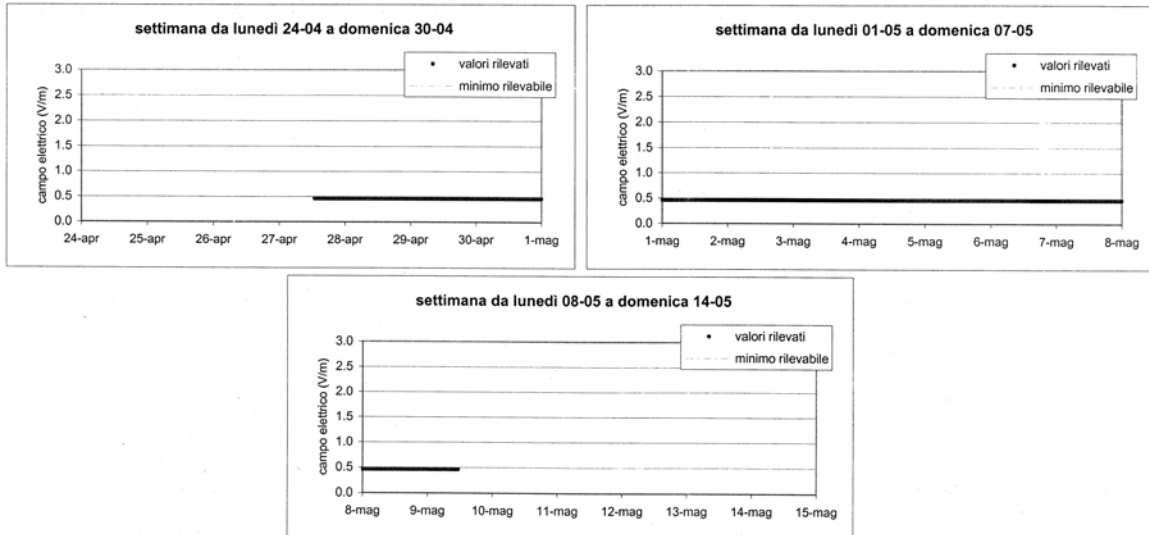 settimana da lunedì 24-04 a domenica 30-04
valori rilevati
minimo rilevabile
campo elettrico (V/m)
3.0
2.5
2.0
1.5
1.0
0.5
0.0
24-apr 25-apr 26-apr 27-apr 28-apr 29-apr 30-apr 1-mag
settimana da lunedì 01-05 a domenica 07-05
valori rilevati
minimo rilevabile
campo elettrico (V/m)
3.0
2.5
2.0
1.5
1.0
0.5
0.0
1-mag 2-mag 3-mag 4-mag 5-mag 6-mag 7-mag 8-mag
settimana da lunedì 08-05 a domenica 14-05
valori rilevati
minimo rilevabile
campo elettrico (V/m)
3.0
2.5
2.0
1.5
1.0
0.5
0.0
8-mag 9-mag 10-mag 11-mag 12-mag 13-mag 14-mag 15-mag